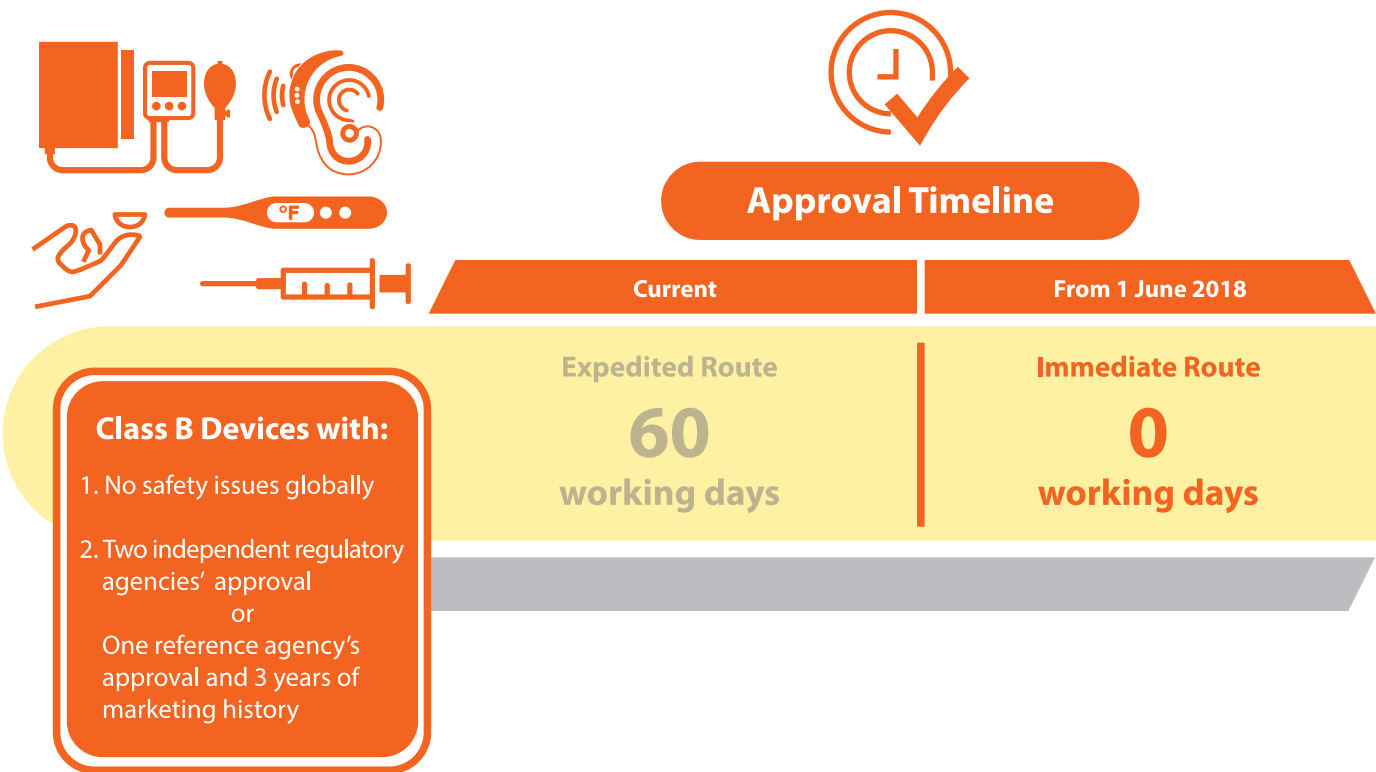 °F
Approval Timeline
Current
From 1 June 2018
Class B Devices with:
1. No safety issues globally
2. Two independent regulatory
agencies' approval
or
One reference agency's
approval and 3 years of
marketing history
Expedited Route
60
working days
Immediate Route
0
working days